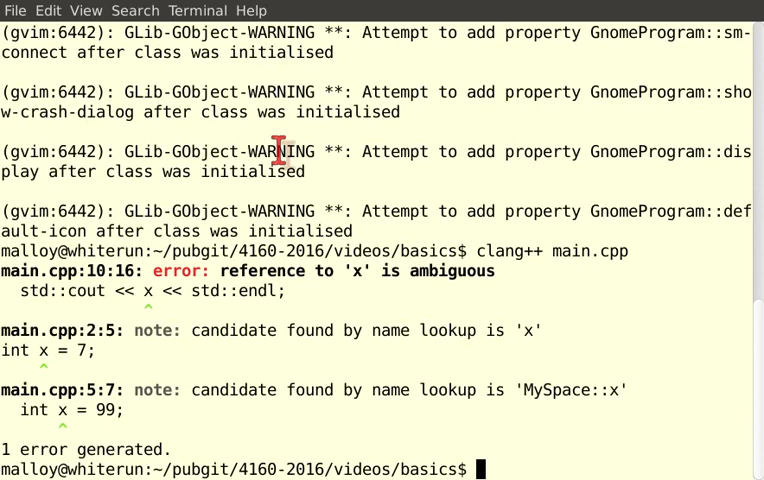 File Edit View Search Terminal Help
(gvim:6442): GLib-GObject-WARNING **: Attempt to add property GnomeProgram::sm-
connect after class was initialised
(gvim:6442): GLib-GObject-WARNING **: Attempt to add property GnomeProgram::sho
w-crash-dialog after class was initialised
(gvim:6442): GLib-GObject-WARNING **: Attempt to add property GnomeProgram::dis
play after class was initialised
(gvim:6442): GLib-GObject-WARNING **: Attempt to add property GnomeProgram::def
ault-icon after class was initialised
malloy@whiterun:~/pubgit/4160-2016/videos/basics$ clang++ main.cpp
main.cpp:10:16: error: reference to 'x' is ambiguous
  std::cout << x << std::endl;
               ^
main.cpp:2:5: note: candidate found by name lookup is 'x'
int x = 7;
    ^
main.cpp:5:7: note: candidate found by name lookup is 'MySpace::x'
  int x = 99;
      ^
1 error generated.
malloy@whiterun:~/pubgit/4160-2016/videos/basics$